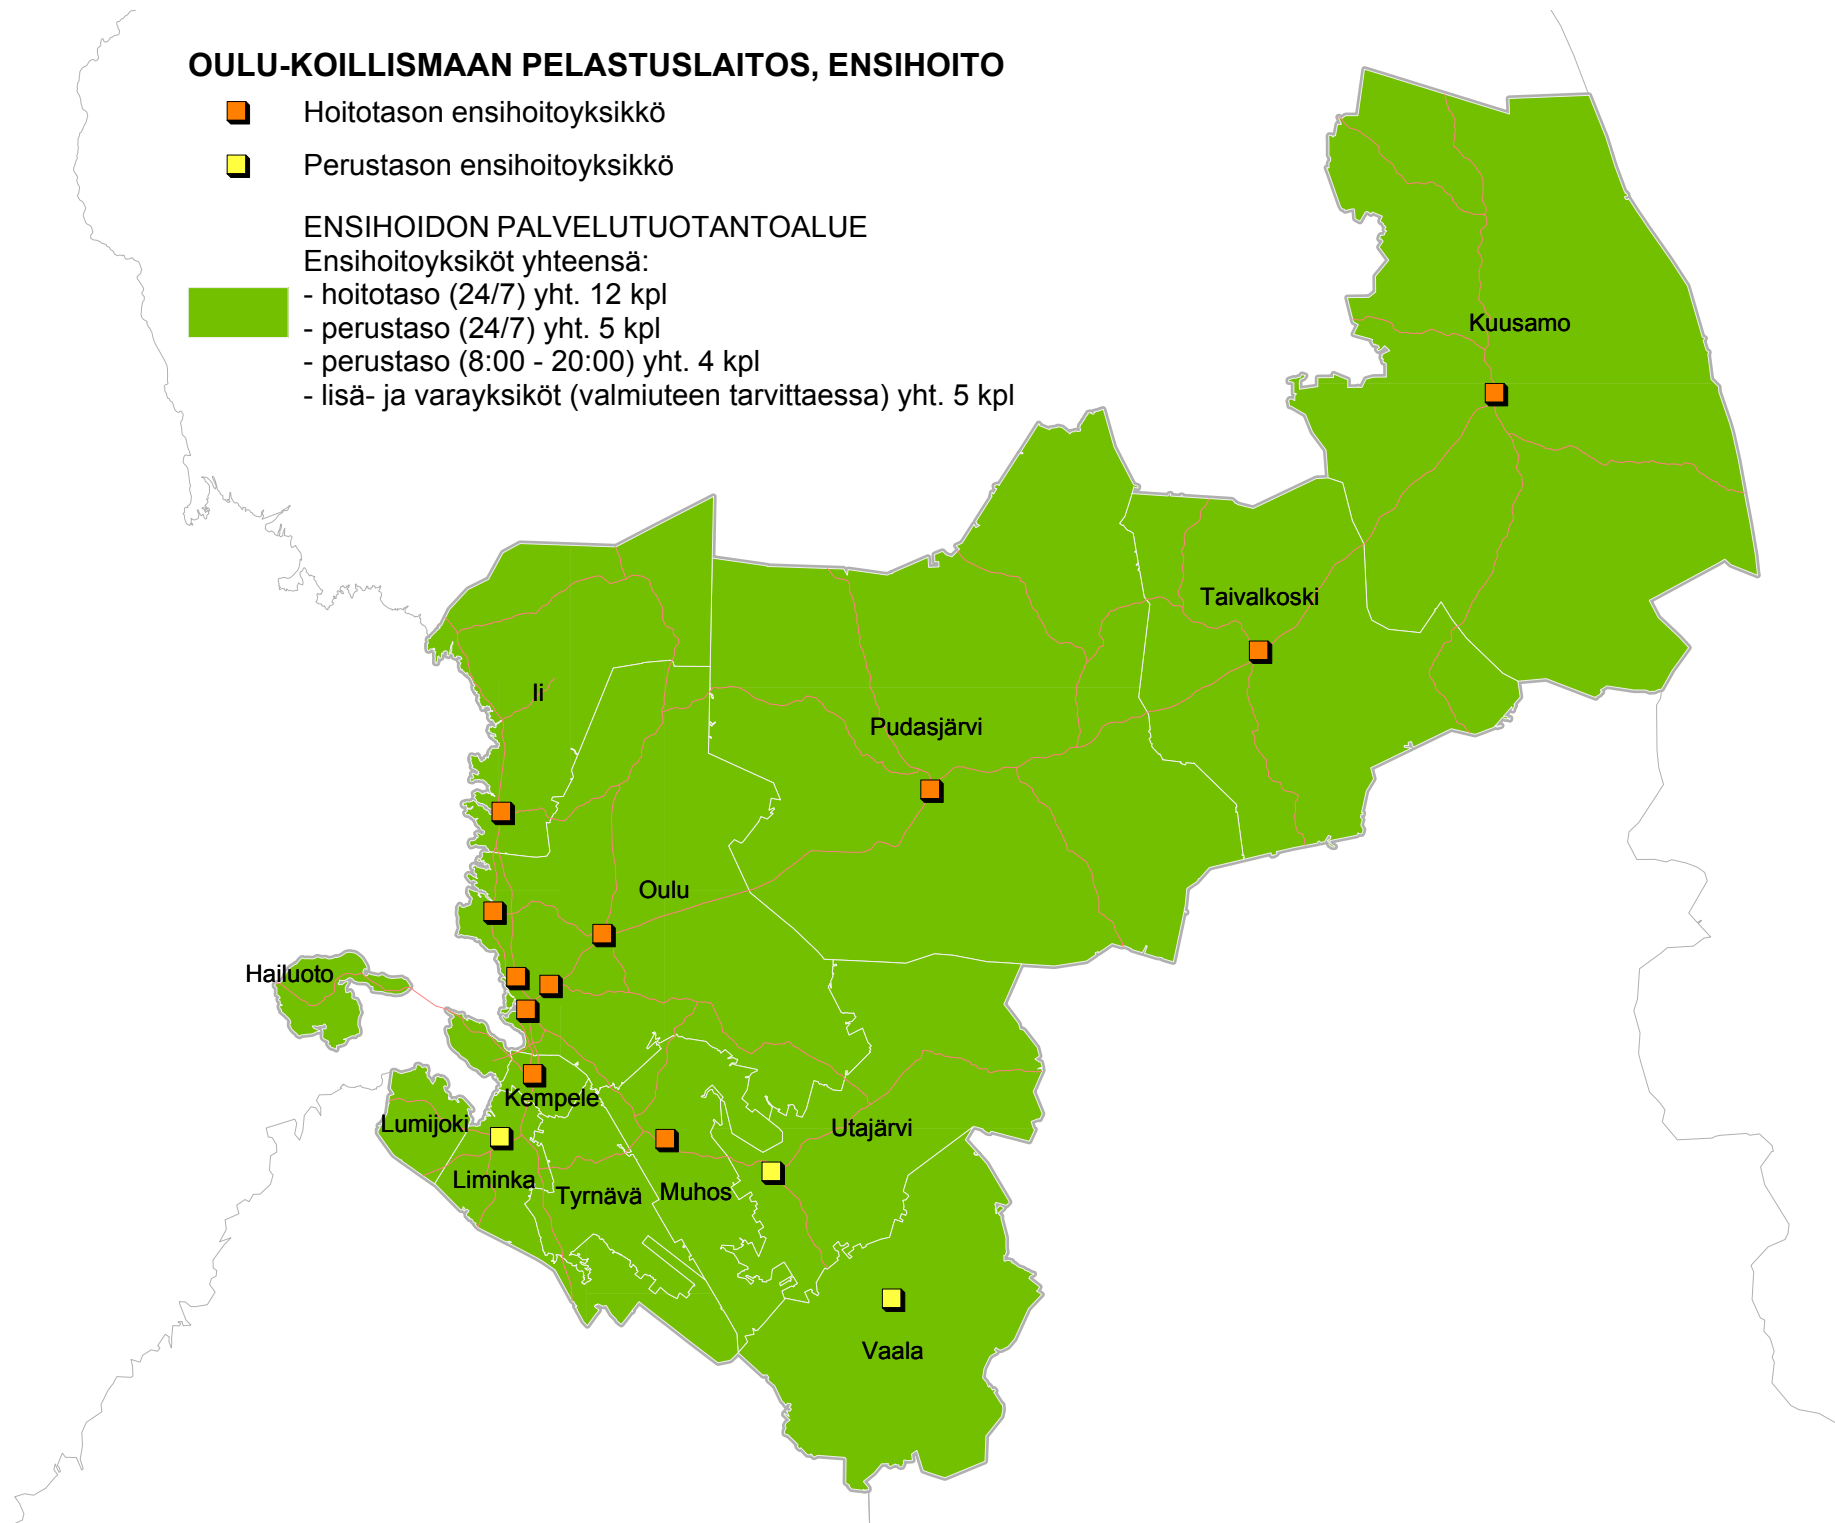 OULU-KOILLISMAAN PELASTUSLAITOS, ENSIHOITO
Hoitotason ensihoitoyksikkö
Perustason ensihoitoyksikkö
ENSIHOIDON PALVELUTUOTANTOALUE
Ensihoitoyksiköt yhteensä:
- hoitotaso (24/7) yht. 12 kpl
- perustaso (24/7) yht. 5 kpl
- perustaso (8:00 - 20:00) yht. 4 kpl
- lisä- ja varayksiköt (valmiuteen tarvittaessa) yht. 5 kpl
Kuusamo
Taivalkoski
Ii
Pudasjärvi
Oulu
Hailuoto
Kempele
Lumijoki
Utajärvi
Liminka
Tyrnävä
Muhos
Vaala